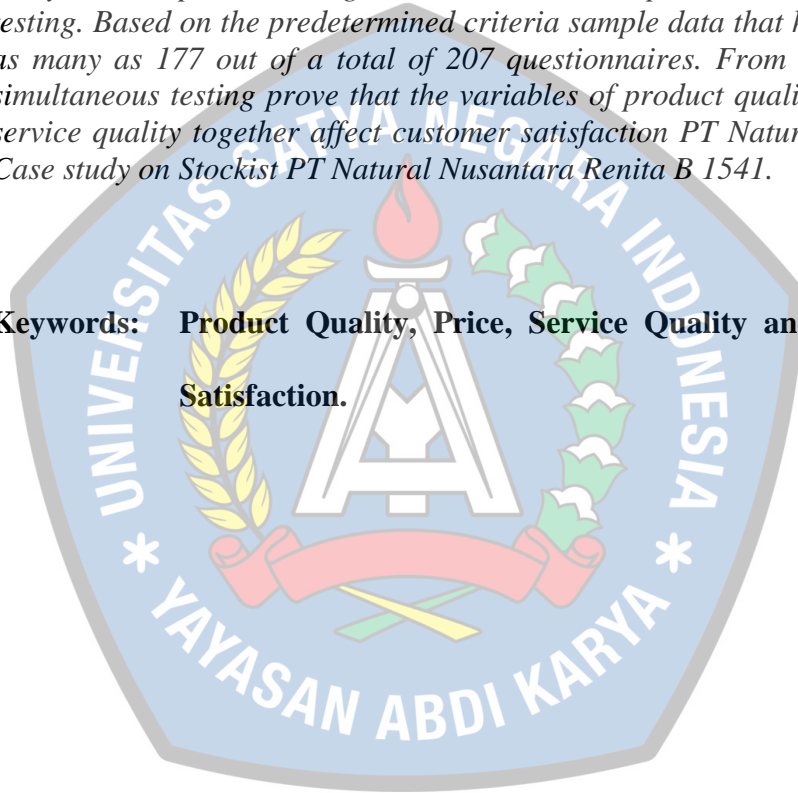 testing. Based on the predetermined criteria sample data that h
as many as 177 out of a total of 207 questionnaires. From
simultaneous testing prove that the variables of product quali
service quality together affect customer satisfaction PT Natur
Case study on Stockist PT Natural Nusantara Renita B 1541.
Keywords: Product Quality, Price, Service Quality an
Satisfaction.
UNIVERSITAS SATYA NEGARA INDONESIA
* YAYASAN ABDI KARYA *